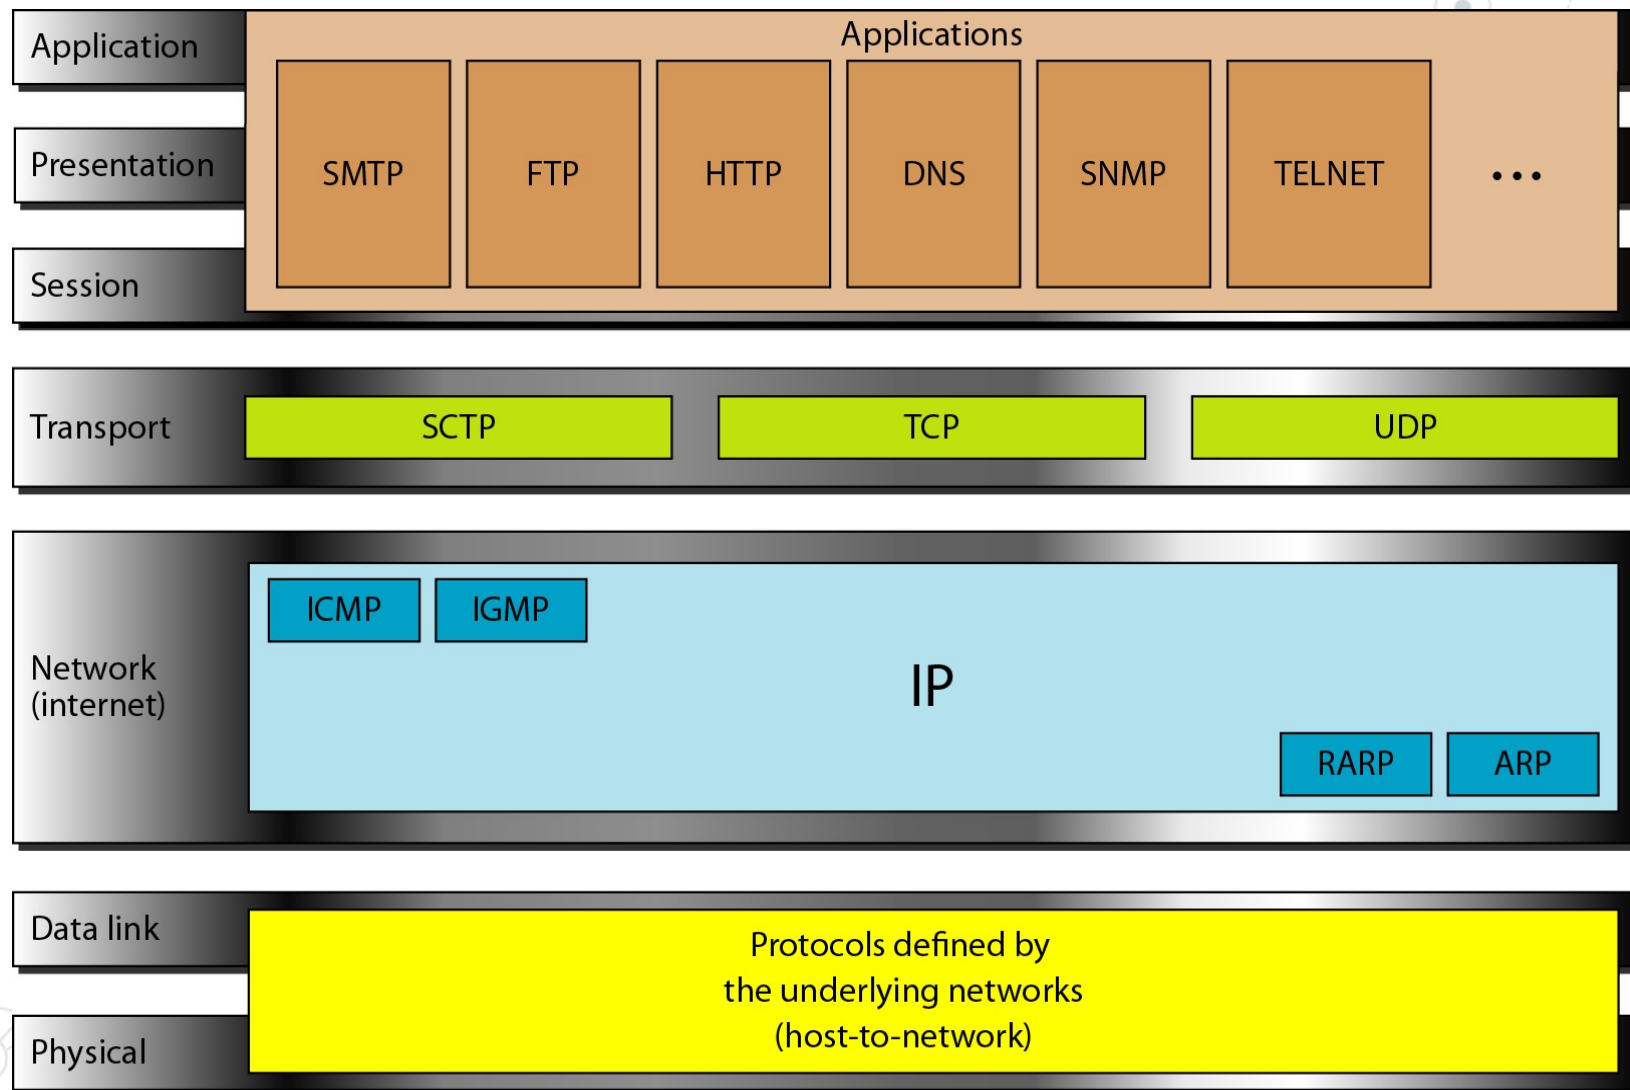 Application
Applications
Presentation
SMTP
FTP
HTTP
DNS
SNMP
TELNET
...
Session
Transport
SCTP
TCP
UDP
Network
(internet)
ICMP
IGMP
IP
RARP
ARP
Data link
Protocols defined by
the underlying networks
(host-to-network)
Physical